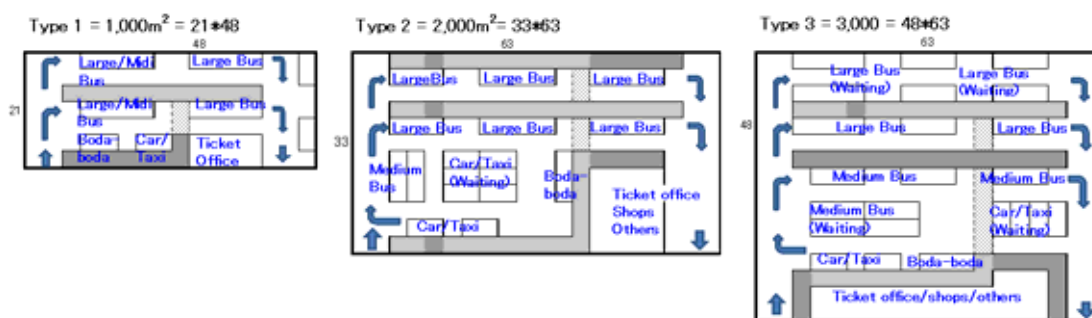 Type 1 = 1,000m² = 21*48
48
21
Large/Midi Bus
Large Bus
Large/Midi Bus
Large Bus
Boda-boda
Car/Taxi
Ticket Office
Type 2 = 2,000m² = 33*63
63
33
LargeBus
Large Bus
Large Bus
Large Bus
Large Bus
Large Bus
Medium Bus
Car/Taxi (Waiting)
Boda-boda
Ticket office
Shops
Others
Car/Taxi
Type 3 = 3,000 = 48*63
63
48
Large Bus (Waiting)
Large Bus (Waiting)
Large Bus
Large Bus
Medium Bus
Medium Bus
Medium Bus (Waiting)
Car/Taxi (Waiting)
Car/Taxi
Boda-boda
Ticket office/shops/others